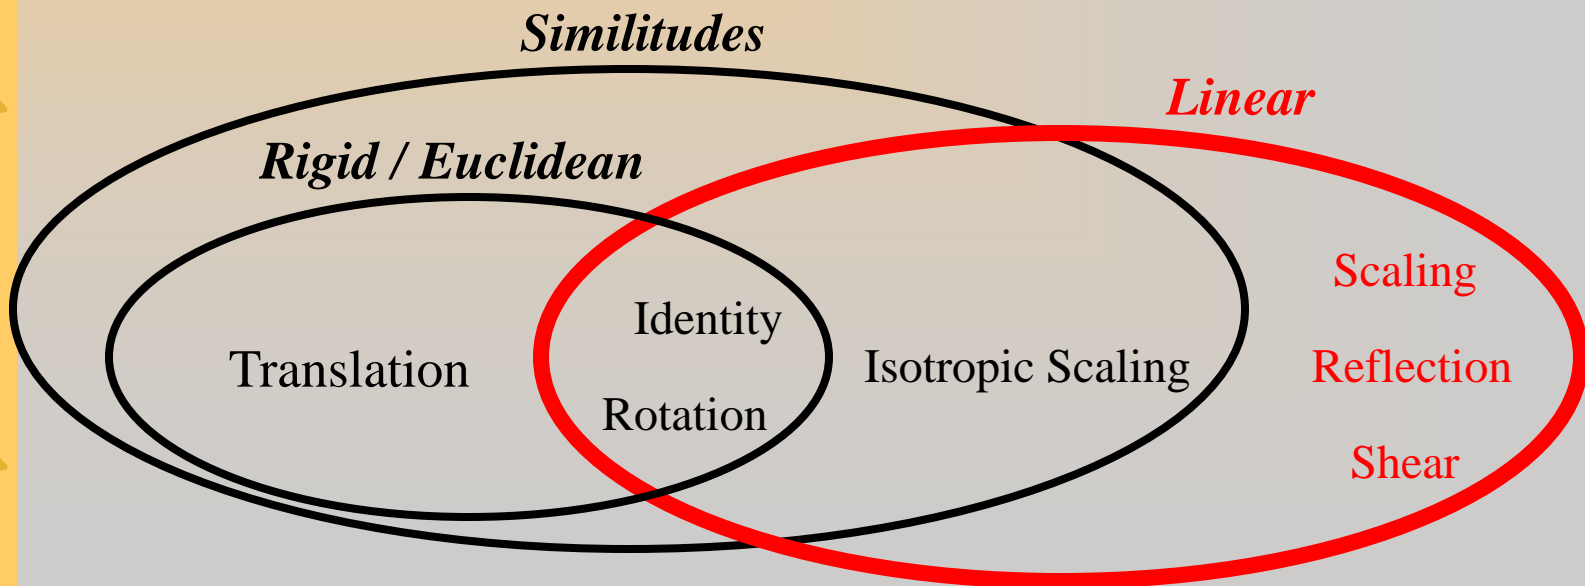 Similitudes
Linear
Rigid / Euclidean
Scaling
Identity
Translation
Isotropic Scaling
Reflection
Rotation
Shear